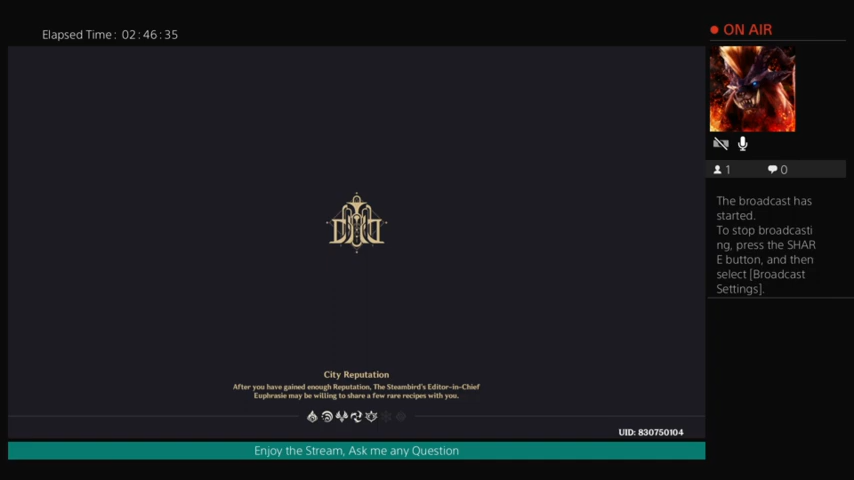 Elapsed Time: 02:46:35
ON AIR
1
0
The broadcast has
started.
To stop broadcasti
ng, press the SHAR
E button, and then
select [Broadcast
Settings].
City Reputation
After you have gained enough Reputation, The Steambird's Editor-in-Chief
Euphrasie may be willing to share a few rare recipes with you.
UID: 830750104
Enjoy the Stream, Ask me any Question